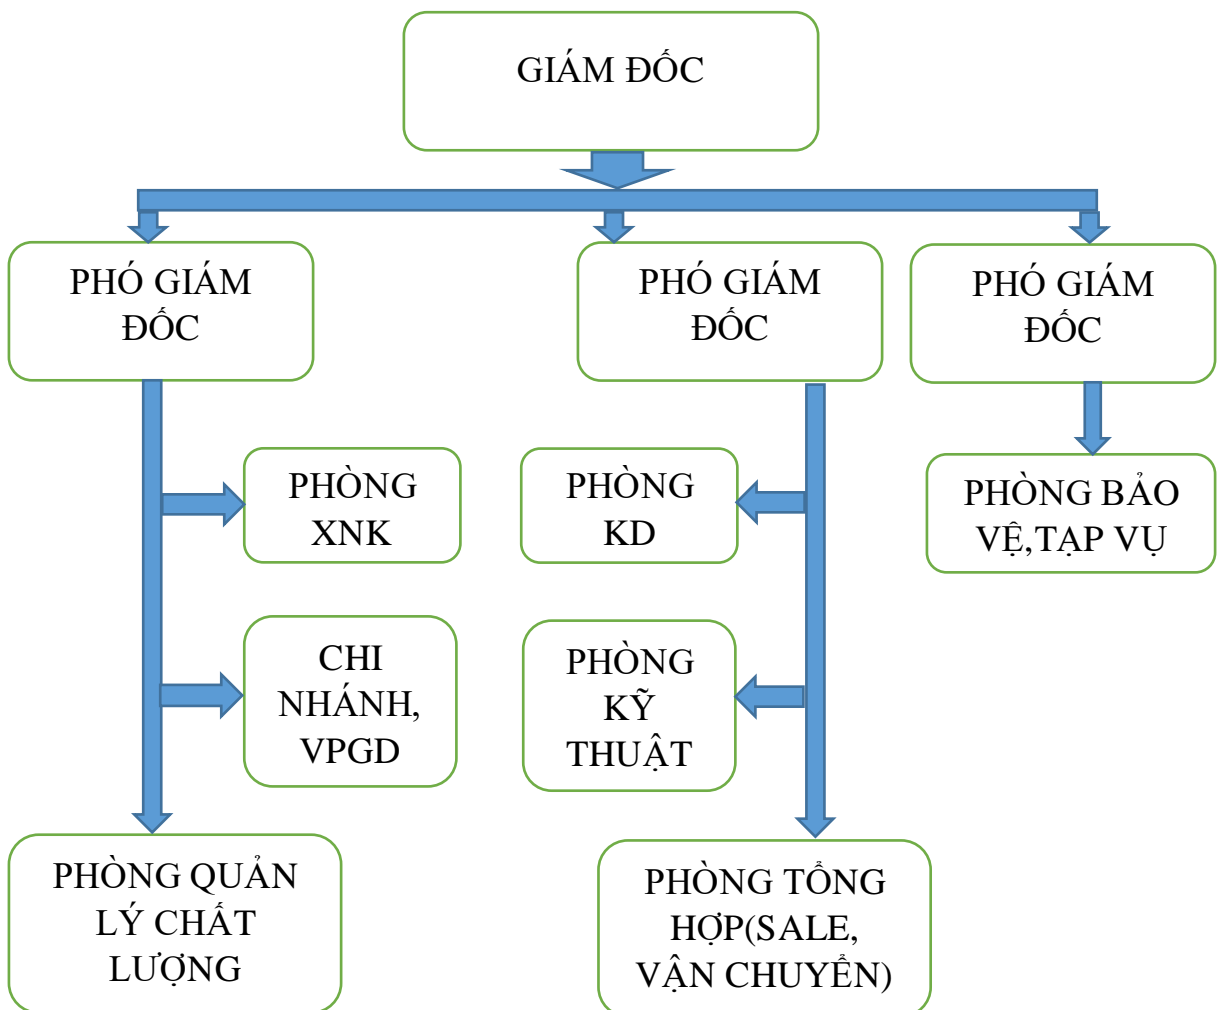 GIÁM ĐỐC
PHÓ GIÁM
ĐỐC
PHÓ GIÁM
ĐỐC
PHÓ GIÁM
ĐỐC
PHÒNG
XNK
PHÒNG
KD
PHÒNG BẢO
VỆ,TẠP VỤ
CHI
NHÁNH,
VPGD
PHÒNG
KỸ
THUẬT
PHÒNG QUẢN
LÝ CHẤT
LƯỢNG
PHÒNG TỔNG
HỢP(SALE,
VẬN CHUYỂN)